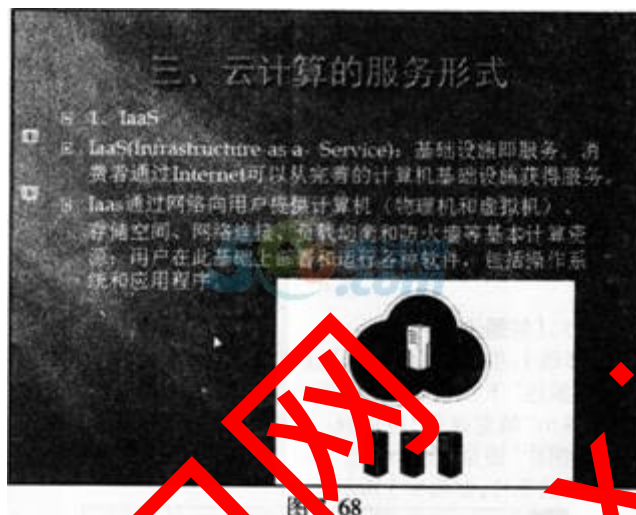 三、云计算的服务形式
1. IaaS
IaaS(Infrastructure as a Service)：基础设施即服务。消
费者通过Internet可以从完善的计算机基础设施获得服务。
Iaas通过网络向用户提供计算机（物理机和虚拟机）、
存储空间、网络连接、负载均衡和防火墙等基本计算资
源；用户在此基础上部署和运行各种软件，包括操作系
统和应用程序
.com
网
x.
图 68